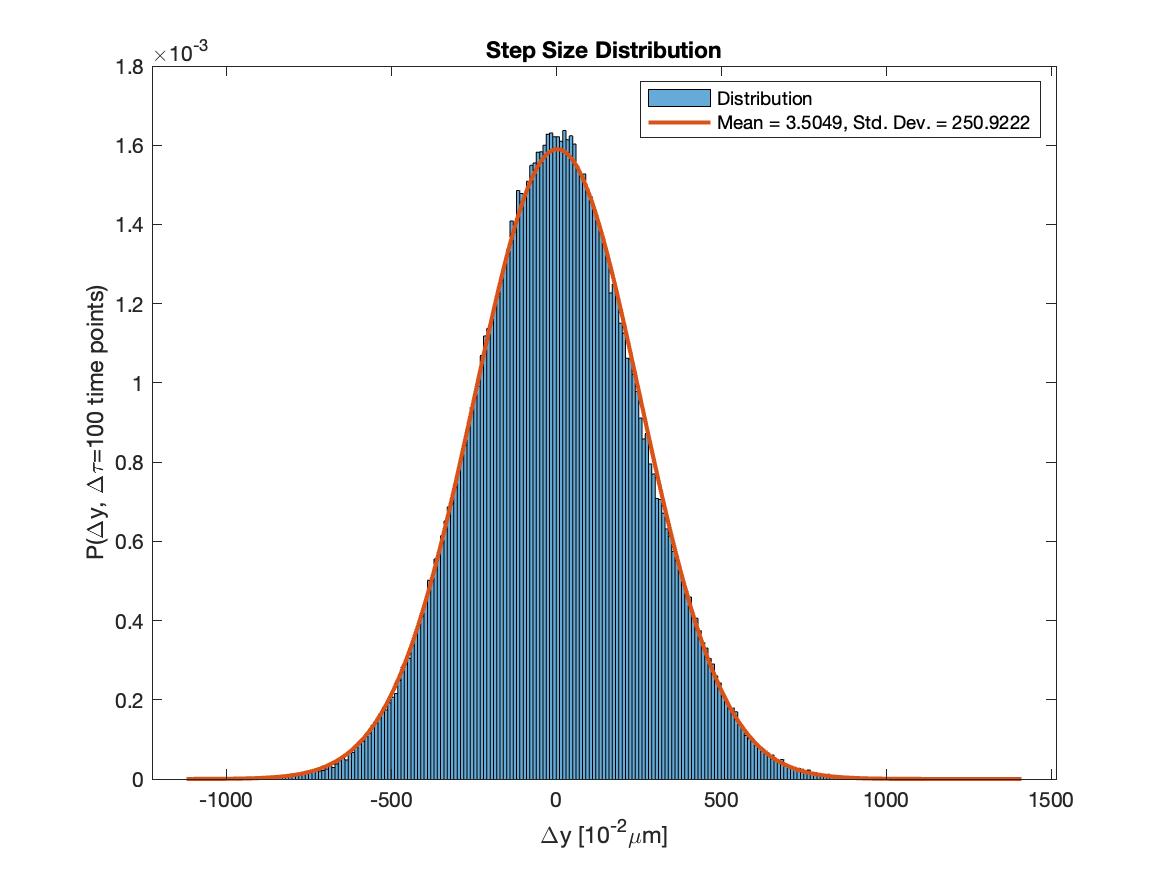 Step Size Distribution
×10-3
1.8
1.6
1.4
1.2
1
0.8
0.6
0.4
0.2
0
P(Δy, Δτ=100 time points)
Distribution
Mean = 3.5049, Std. Dev. = 250.9222
-1000 -500 0 500 1000 1500
Δy [10-2μm]